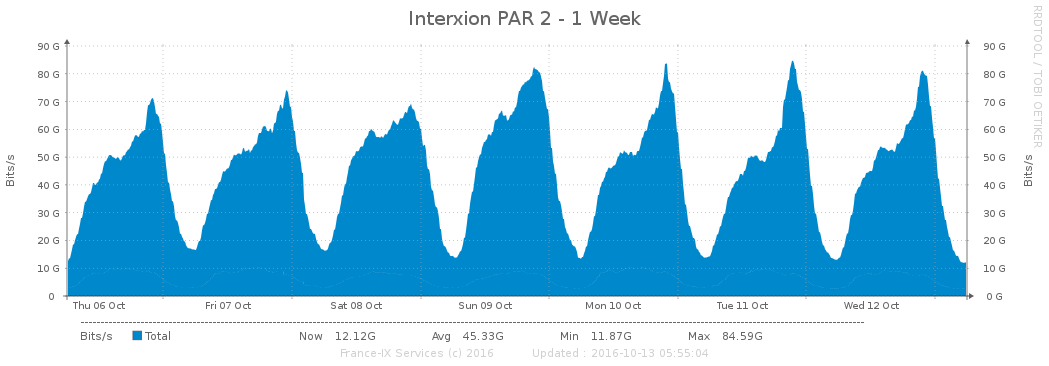 Interxion PAR 2 - 1 Week
RRDTOOL / TOBI OETIKER
Bits/s
90 G
80 G
70 G
60 G
50 G
40 G
30 G
20 G
10 G
0
90 G
80 G
70 G
60 G
50 G
40 G
30 G
20 G
10 G
0 G
Bits/s
Thu 06 Oct Fri 07 Oct Sat 08 Oct Sun 09 Oct Mon 10 Oct Tue 11 Oct Wed 12 Oct
Bits/s Total Now 12.12G Avg 45.33G Min 11.87G Max 84.59G
France-IX Services (c) 2016 Updated : 2016-10-13 05:55:04